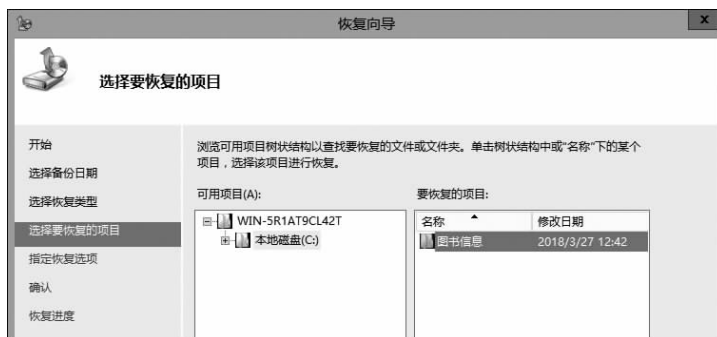 恢复向导
x
选择要恢复的项目
开始
选择备份日期
选择恢复类型
选择要恢复的项目
指定恢复选项
确认
恢复进度
浏览可用项目树状结构以查找要恢复的文件或文件夹。单击树状结构中或“名称”下的某个
项目，选择该项目进行恢复。
可用项目(A):
WIN-5R1AT9CL42T
本地磁盘(C:)
要恢复的项目:
名称 修改日期
图书信息 2018/3/27 12:42